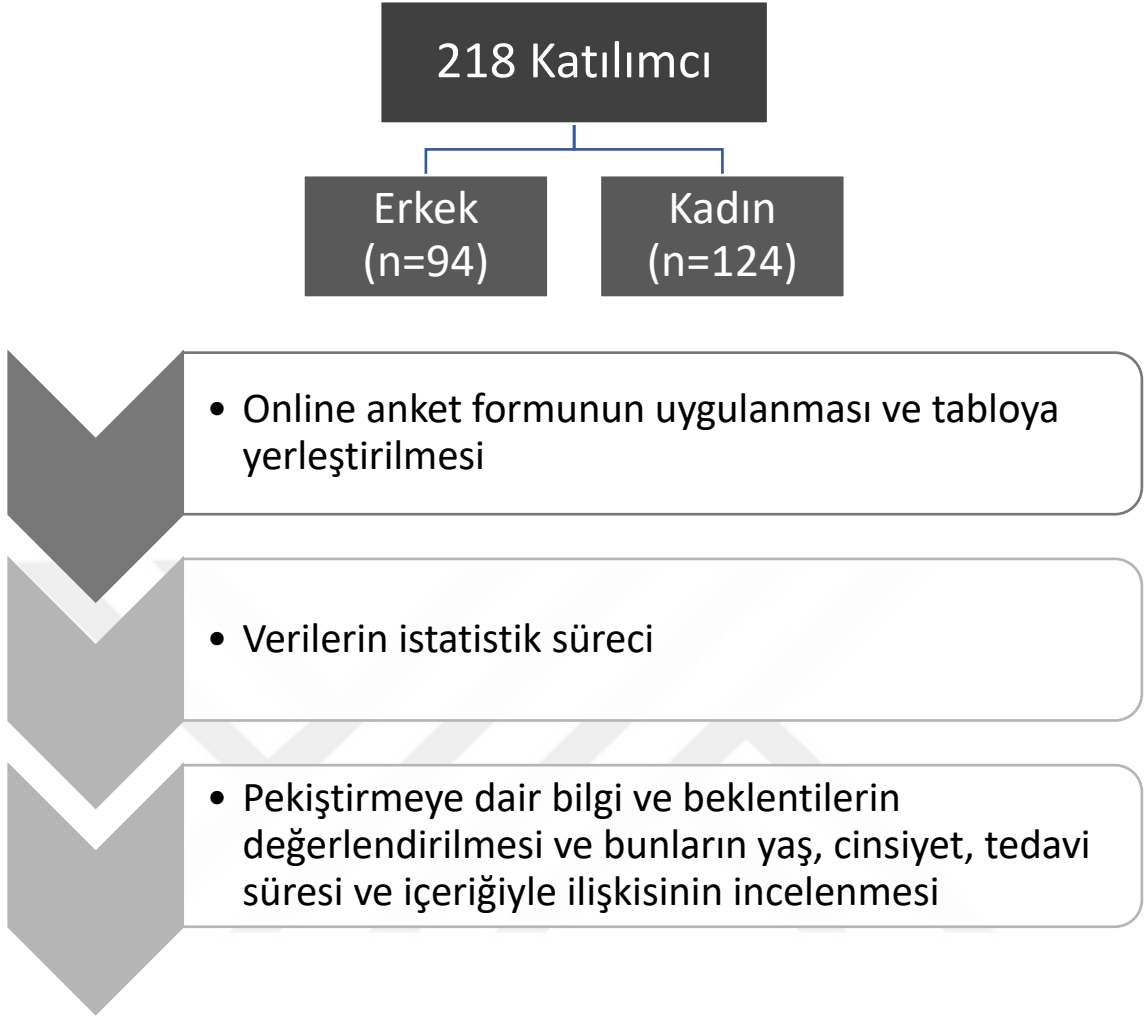 218 Katılımcı
Erkek
(n=94)
Kadın
(n=124)
• Online anket formunun uygulanması ve tabloya
yerleştirilmesi
• Verilerin istatistik süreci
• Pekiştirmeye dair bilgi ve beklentilerin
değerlendirilmesi ve bunların yaş, cinsiyet, tedavi
süresi ve içeriğiyle ilişkisinin incelenmesi